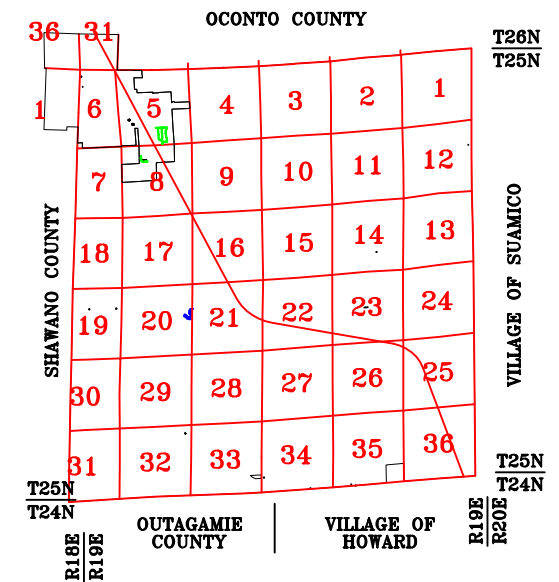 OCONTO COUNTY
36 31
T26N
T25N
1 6 5 4 3 2 1
7 8 9 10 11 12
18 17 16 15 14 13
19 20 21 22 23 24
30 29 28 27 26 25
31 32 33 34 35 36
SHAWANO COUNTY
VILLAGE OF SUAMICO
T25N
T24N
T25N
T24N
R18E
R19E
OUTAGAMIE
COUNTY
VILLAGE OF
HOWARD
R19E
R20E